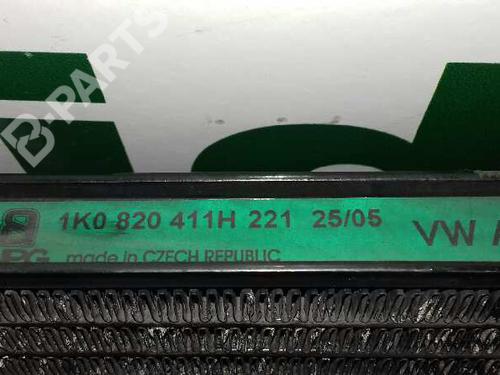 B-PARTS
1K0 820 411H 221 25/05
VW
made in CZECH REPUBLIC